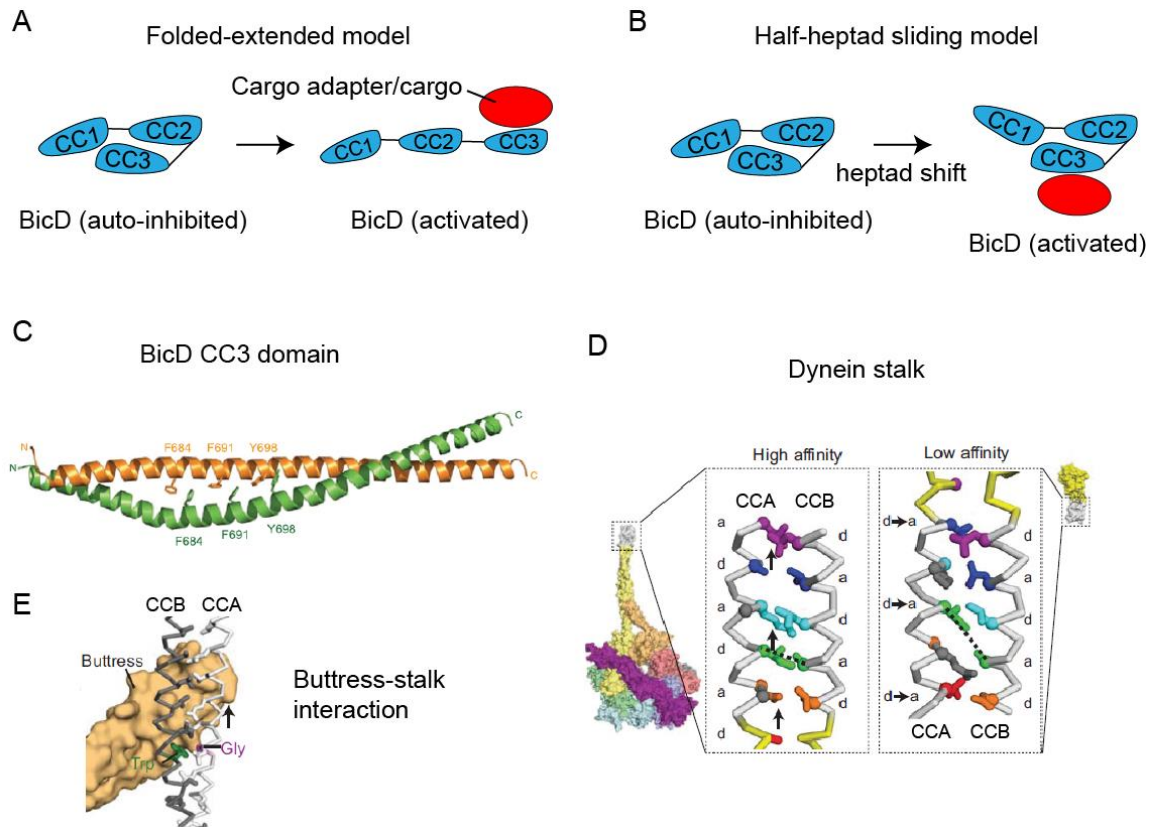 A
Folded-extended model
Cargo adapter/cargo
CC1
CC2
CC3
CC1
CC2
CC3
BicD (auto-inhibited)
BicD (activated)
B
Half-heptad sliding model
CC1
CC2
CC3
heptad shift
CC1
CC2
CC3
BicD (auto-inhibited)
BicD (activated)
C
BicD CC3 domain
N
F684
F691
Y698
C
N
F684
F691
Y698
C
D
Dynein stalk
High affinity
CCA CCB
a
d
d
a
a
d
d
a
a
d
d
Low affinity
d a
d
a
d a
d
a
d a
d
CCA CCB
E
CCB CCA
Buttress
Trp
Gly
Buttress-stalk
interaction